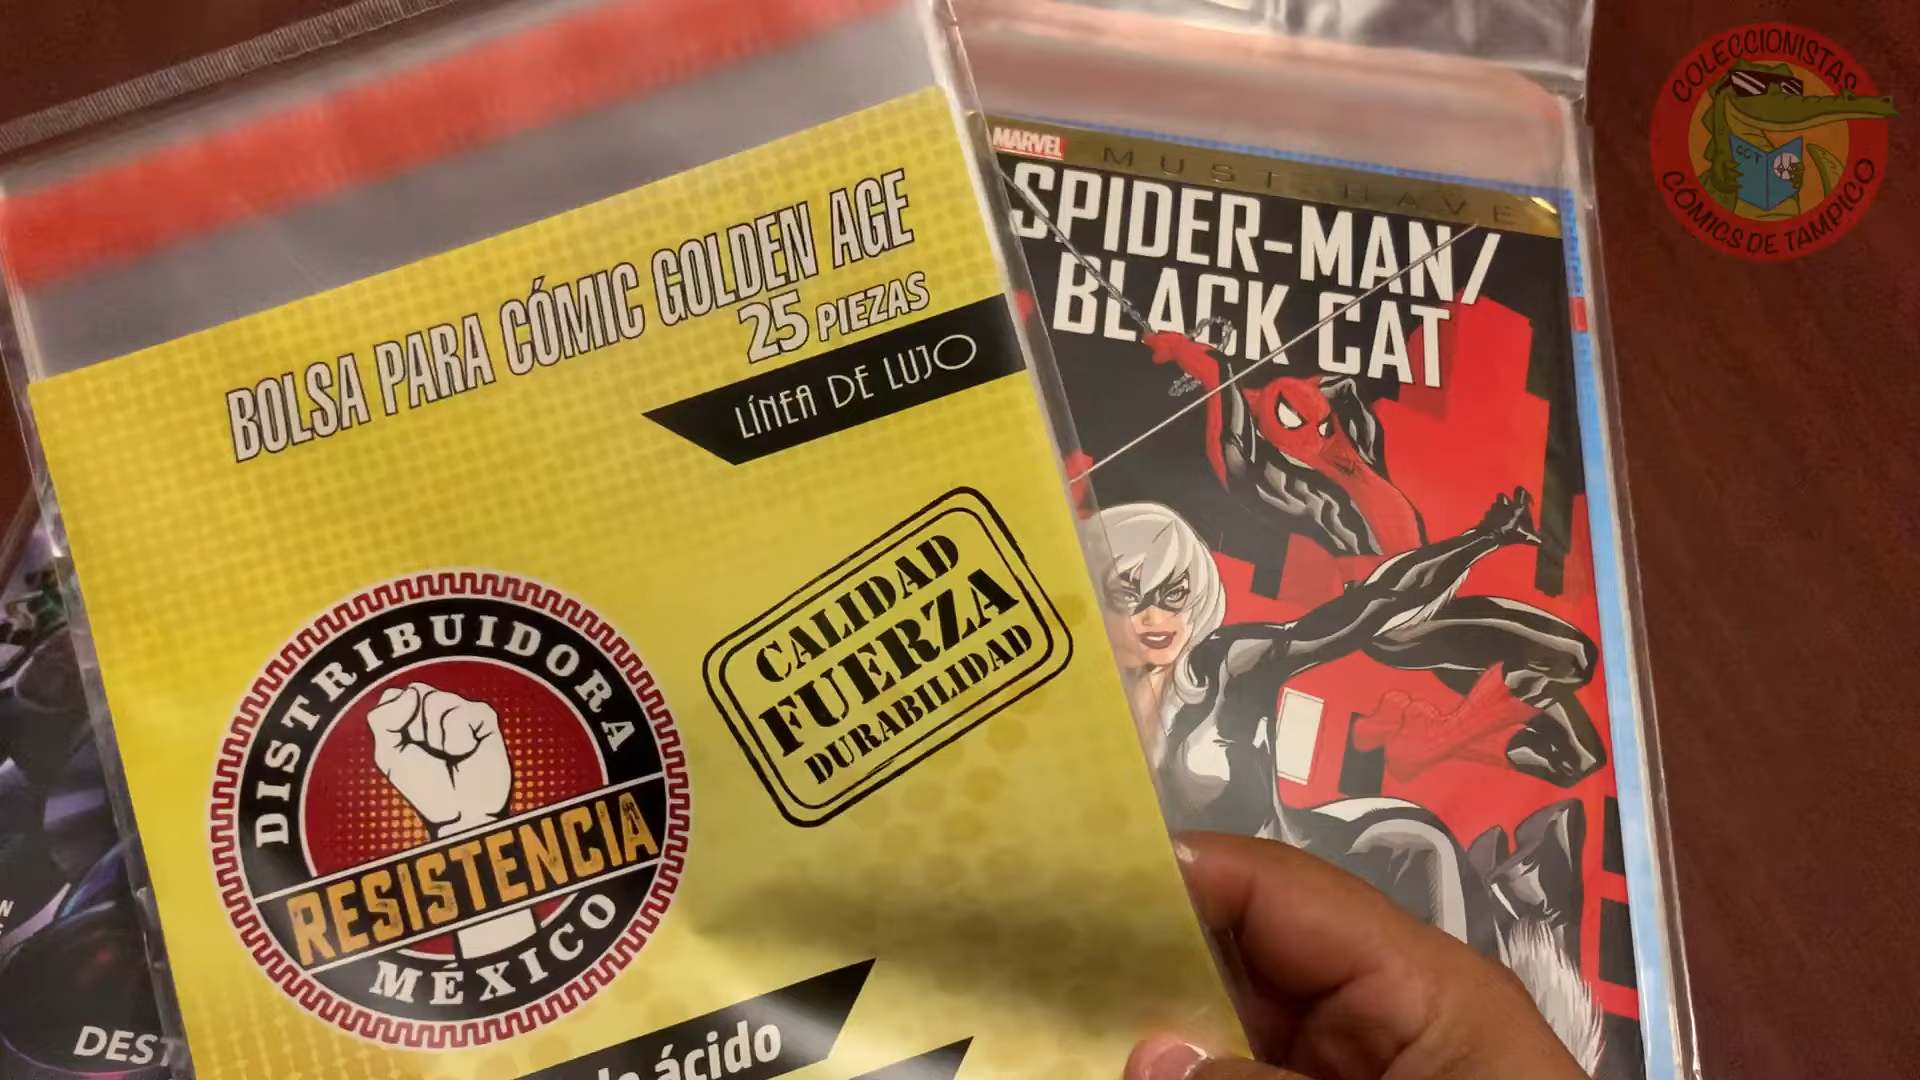 BOLSA PARA CÓMIC GOLDEN AGE
25 PIEZAS
LÍNEA DE LUJO
CALIDAD
FUERZA
DURABILIDAD
DISTRIBUIDORA
RESISTENCIA
MÉXICO
ácido
MARVEL
MUST HAVE
SPIDER-MAN/
BLACK CAT
DEST
COLECCIONISTAS
CÓMICS DE TAMPICO
CCT